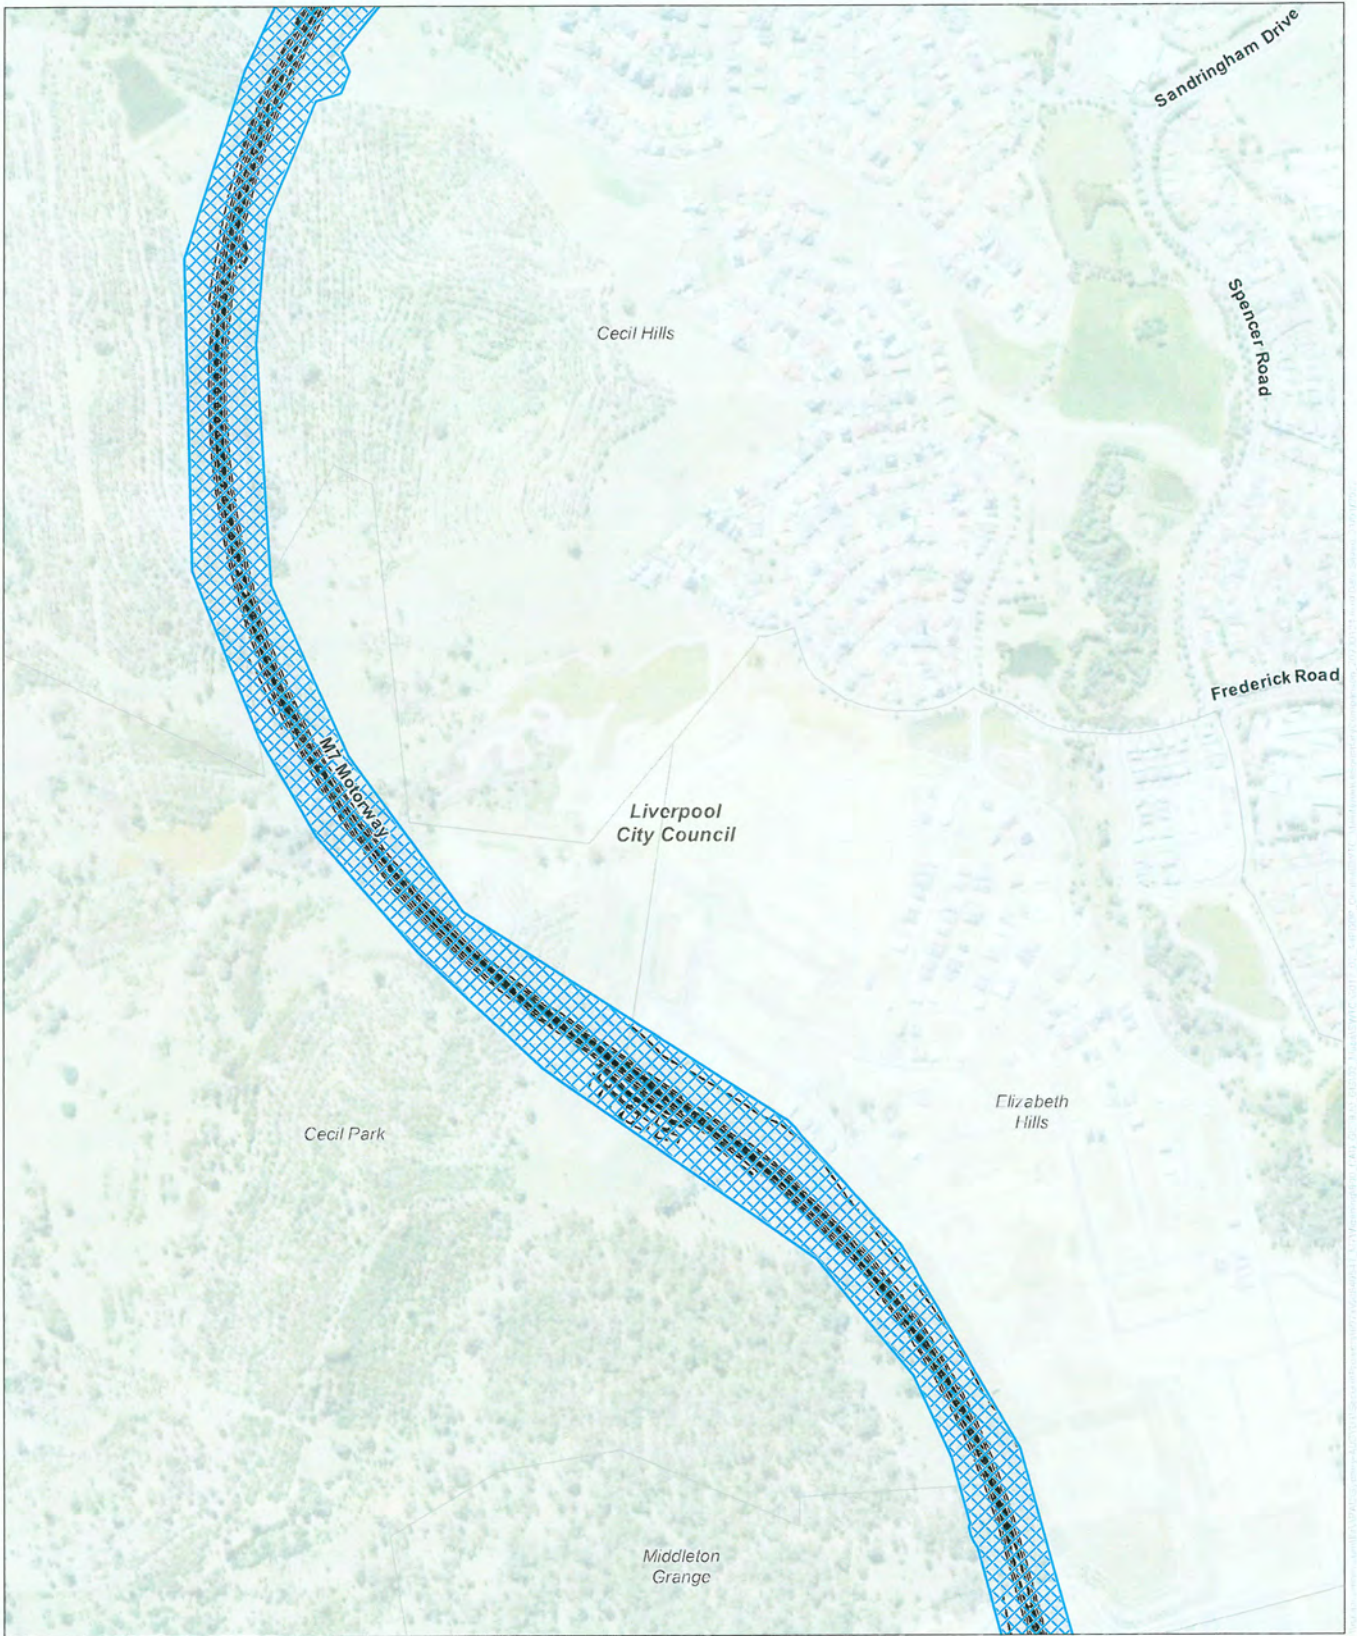 Sandringham Drive
Spencer Road
Cecil Hills
Frederick Road
M7 Motorway
Liverpool
City Council
Elizabeth
Hills
Cecil Park
Middleton
Grange